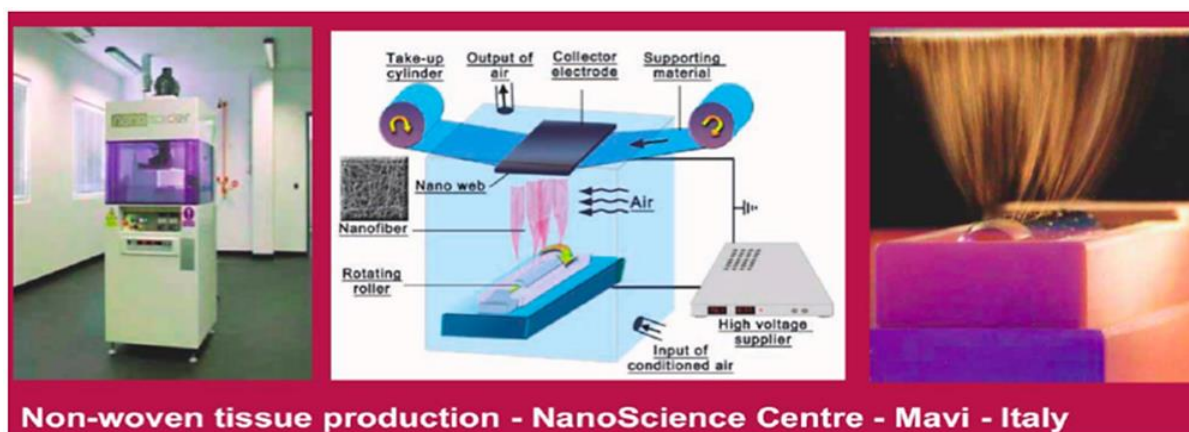 nanospider
Take-up
cylinder
Output of
air
Collector
electrode
Supporting
material
Nano web
Air
Nanofiber
Rotating
roller
High voltage
supplier
Input of
conditioned air
Non-woven tissue production - NanoScience Centre - Mavi - Italy